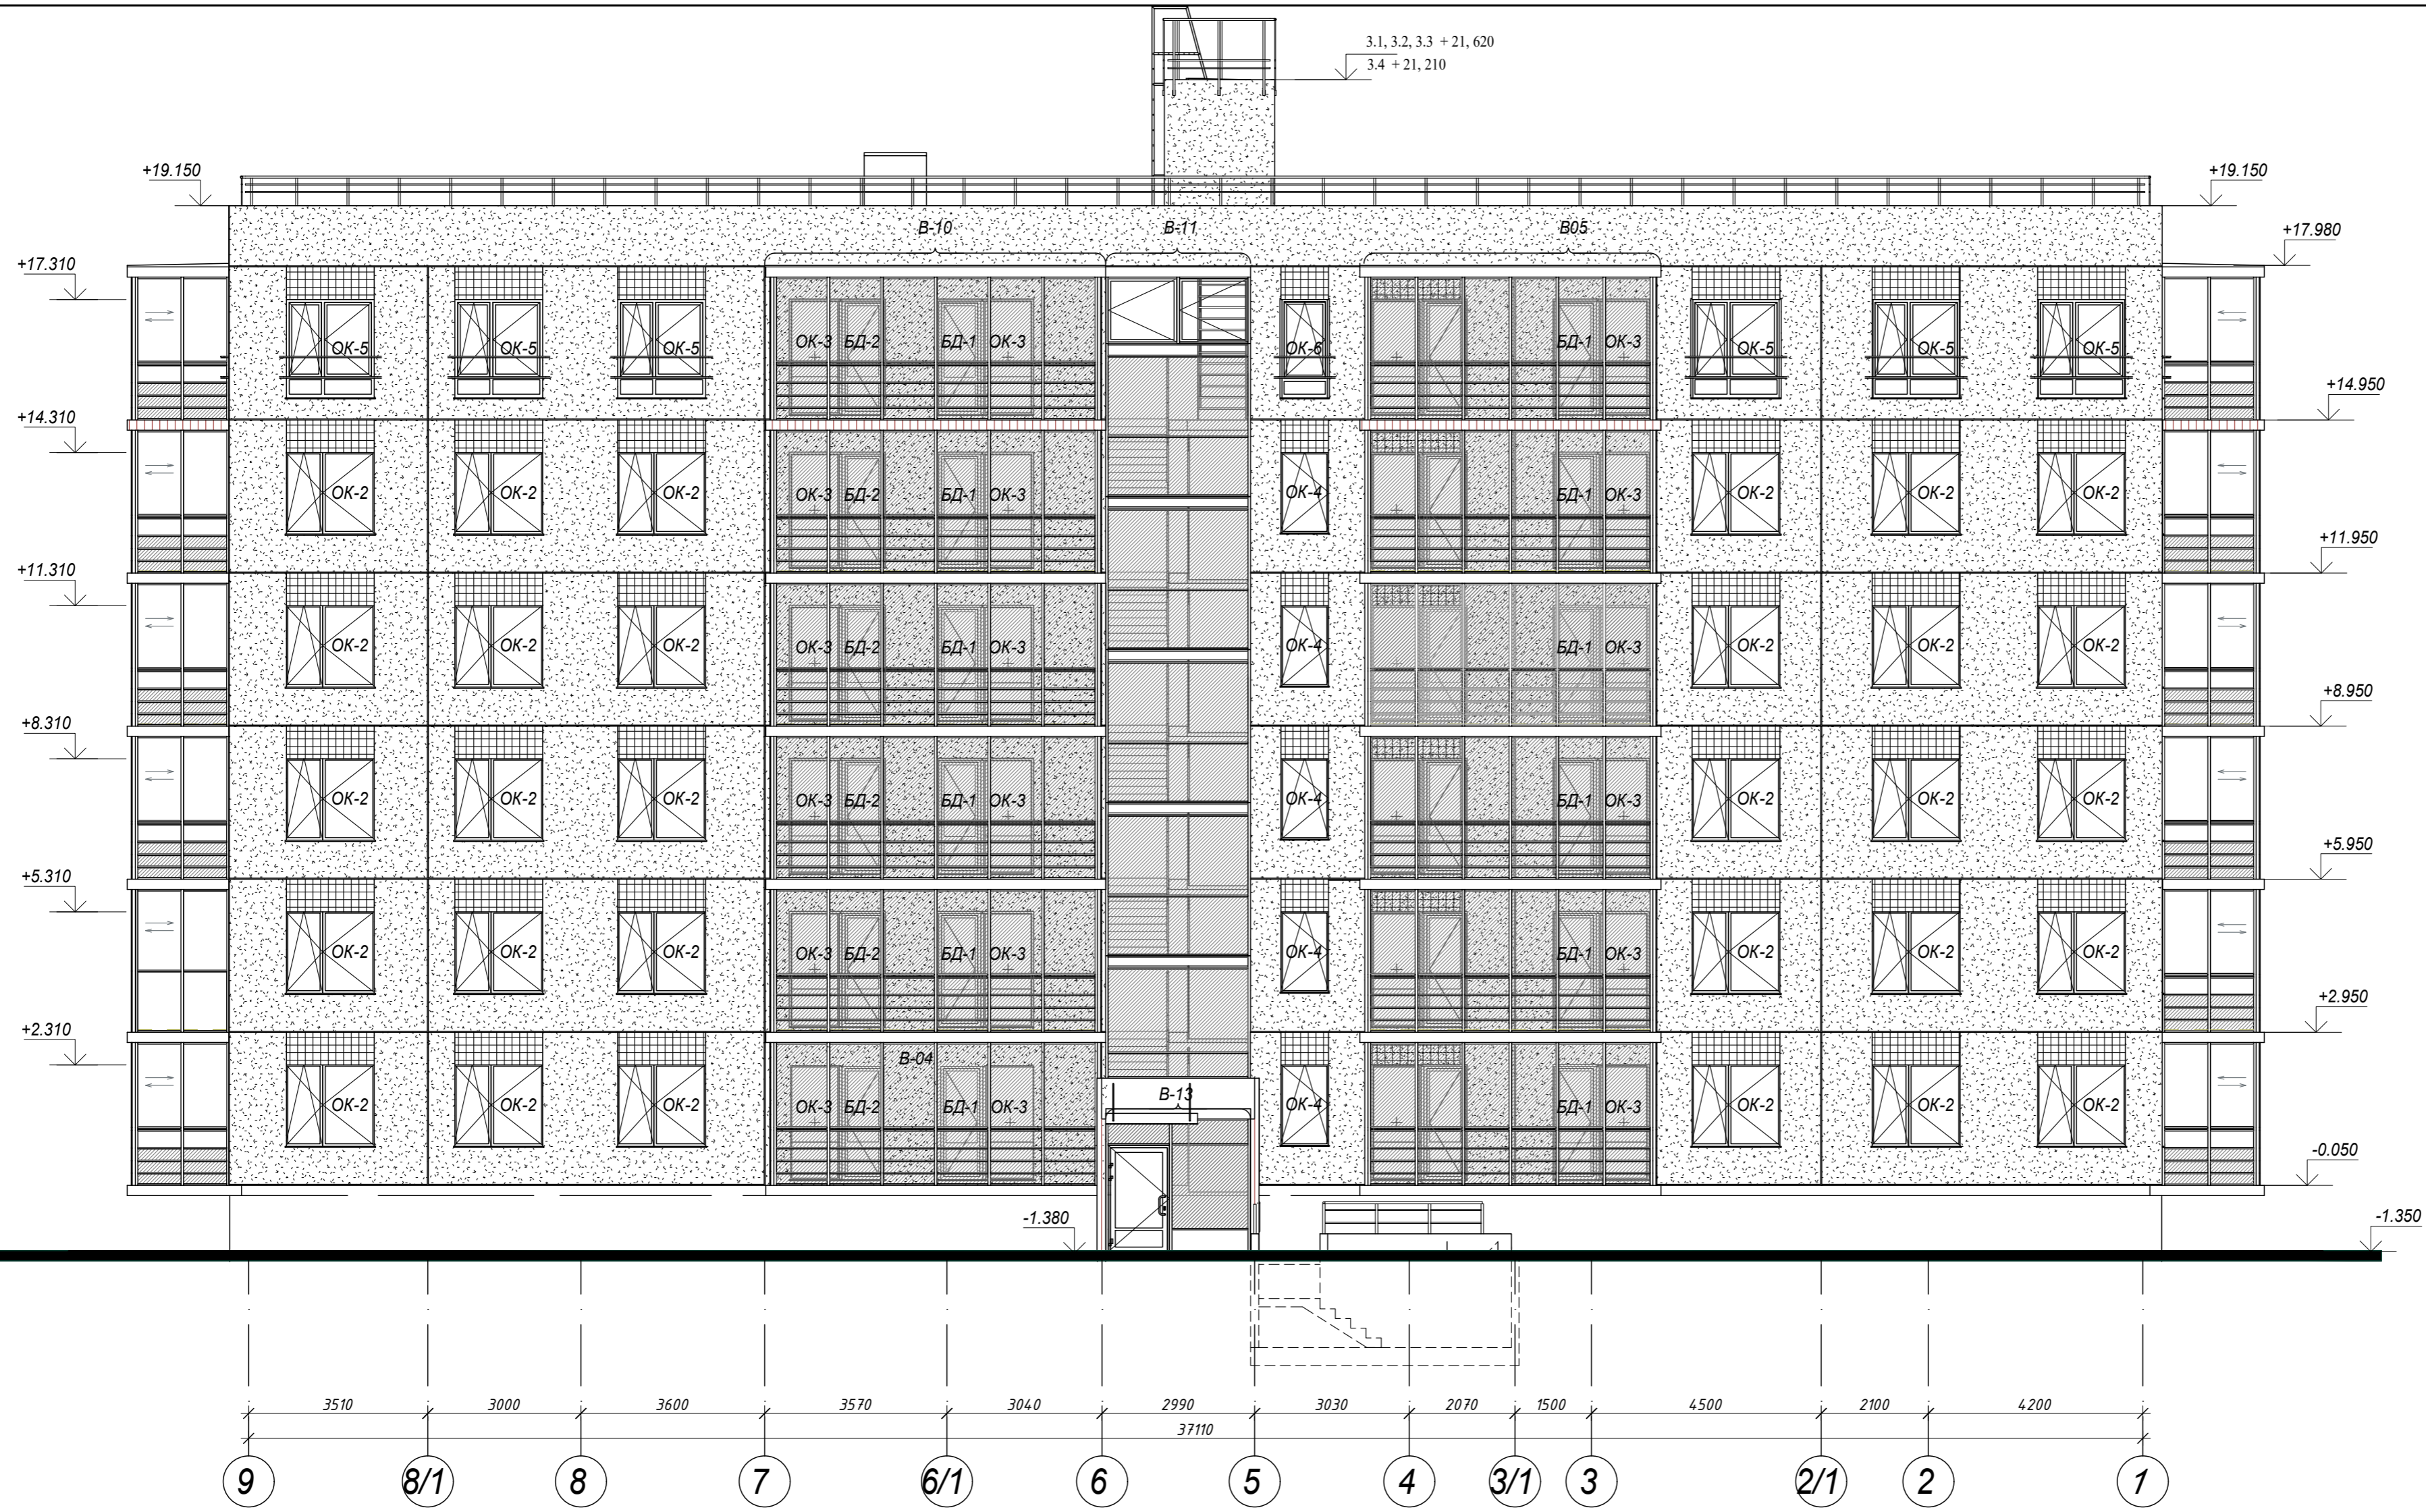 3.1, 3.2, 3.3 + 21, 620
3.4 + 21, 210
+19.150 +19.150
В-10 В-11 В05
+17.310 +17.980
ОК-5 ОК-5 ОК-5 ОК-3 БД-2 БД-1 ОК-3 ОК-6 БД-1 ОК-3 ОК-5 ОК-5 ОК-5
+14.310 +14.950
ОК-2 ОК-2 ОК-2 ОК-3 БД-2 БД-1 ОК-3 ОК-4 БД-1 ОК-3 ОК-2 ОК-2 ОК-2
+11.310 +11.950
ОК-2 ОК-2 ОК-2 ОК-3 БД-2 БД-1 ОК-3 ОК-4 БД-1 ОК-3 ОК-2 ОК-2 ОК-2
+8.310 +8.950
ОК-2 ОК-2 ОК-2 ОК-3 БД-2 БД-1 ОК-3 ОК-4 БД-1 ОК-3 ОК-2 ОК-2 ОК-2
+5.310 +5.950
ОК-2 ОК-2 ОК-2 ОК-3 БД-2 БД-1 ОК-3 ОК-4 БД-1 ОК-3 ОК-2 ОК-2 ОК-2
+2.310 +2.950
В-04
В-13
ОК-2 ОК-2 ОК-2 ОК-3 БД-2 БД-1 ОК-3 ОК-4 БД-1 ОК-3 ОК-2 ОК-2 ОК-2
-0.050
-1.380 -1.350
3510 3000 3600 3570 3040 2990 3030 2070 1500 4500 2100 4200
37110
9 8/1 8 7 6/1 6 5 4 3/1 3 2/1 2 1